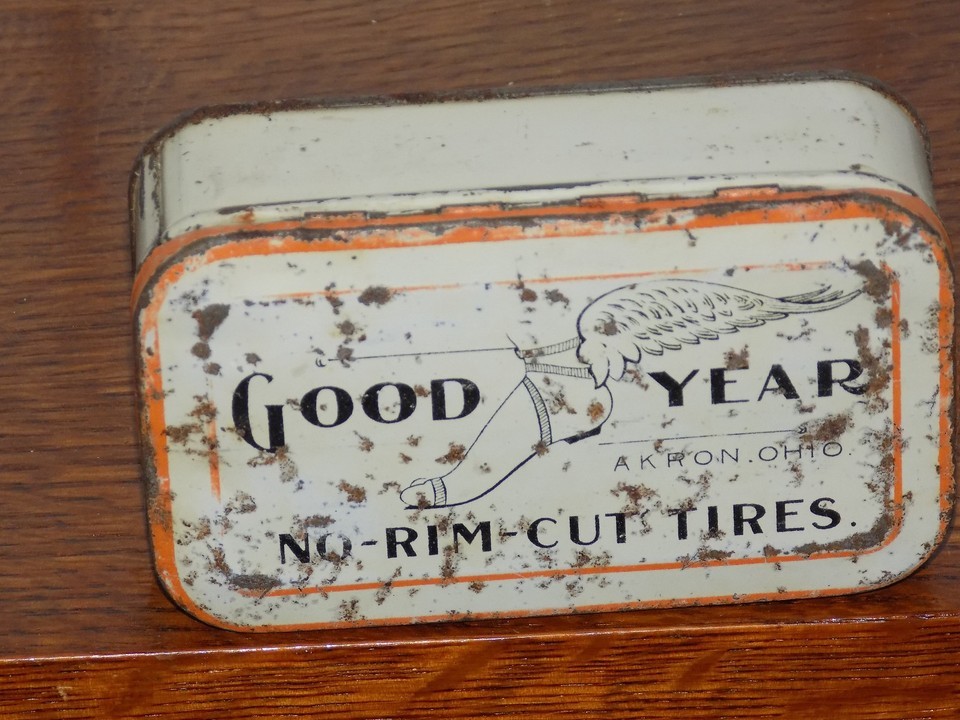 GOOD YEAR
AKRON. OHIO.
NO-RIM-CUT TIRES.